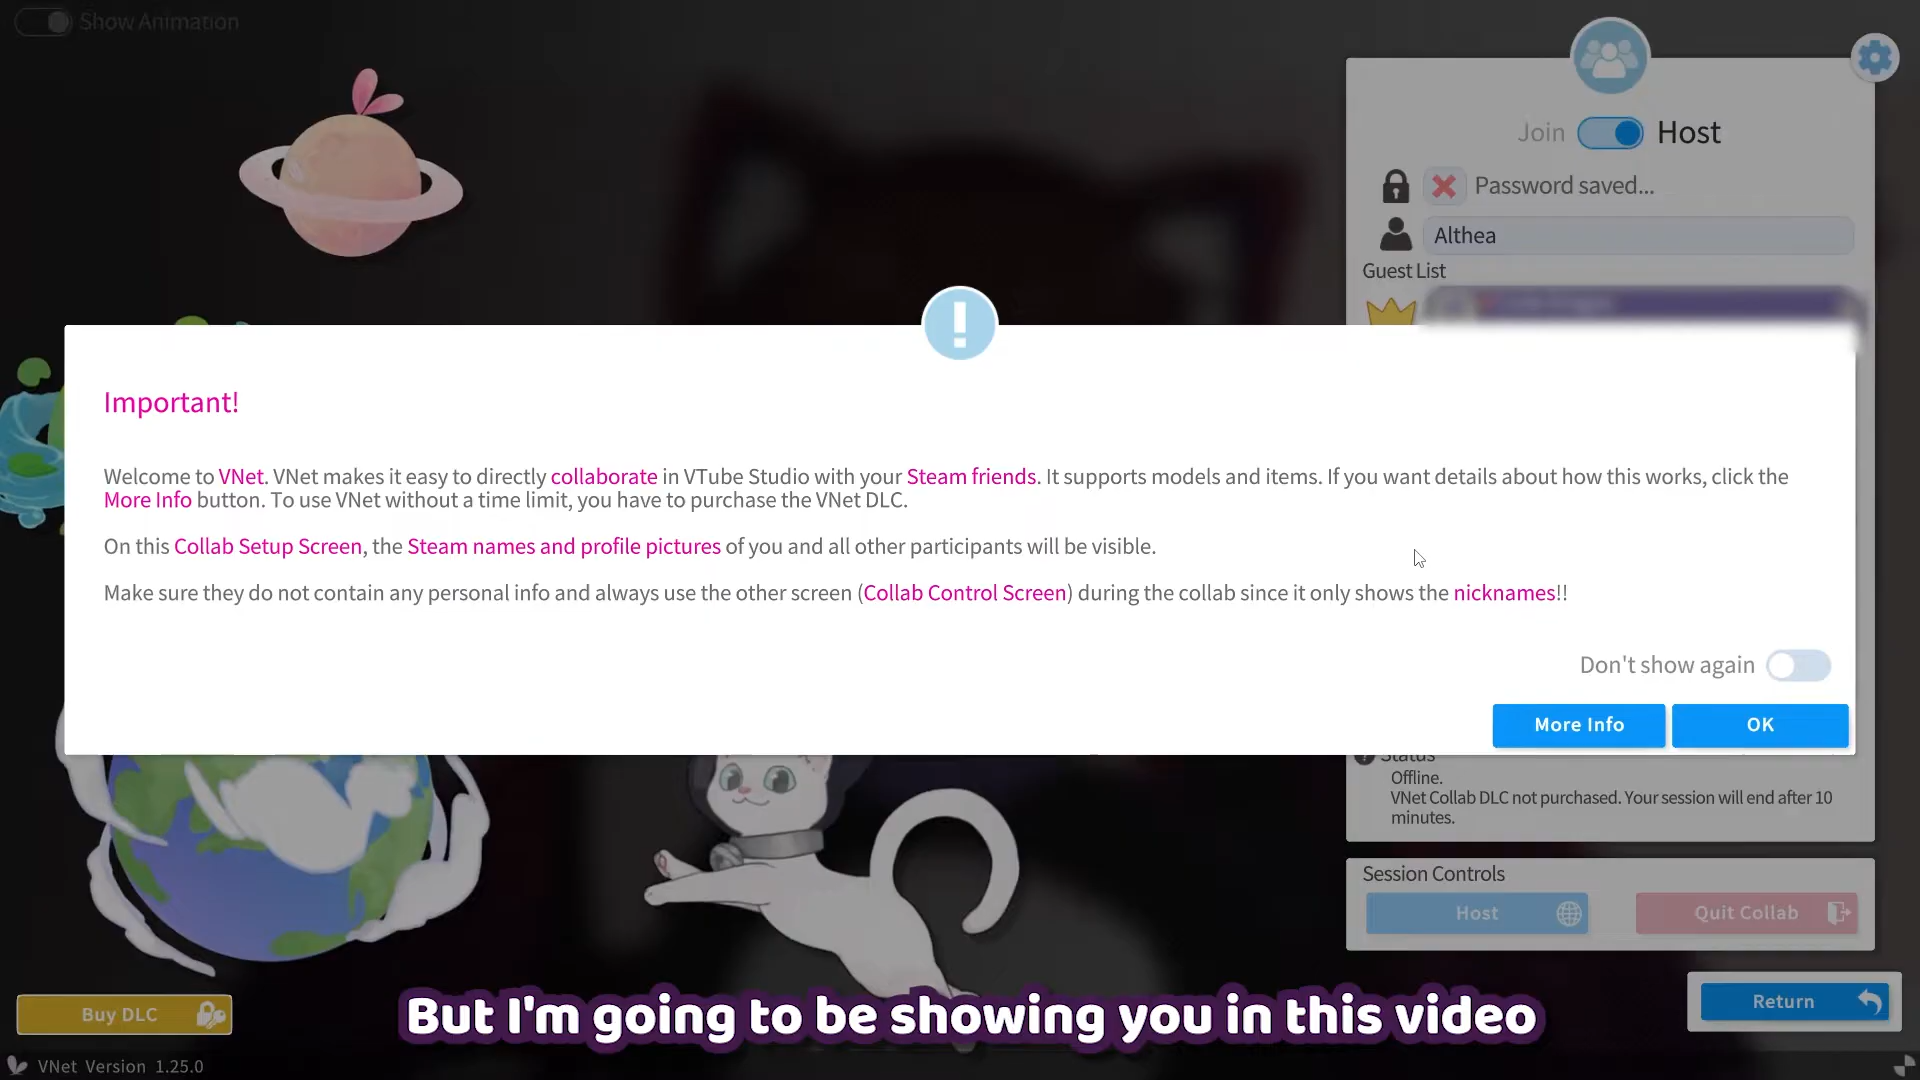 Show Animation
Join Host
Password saved...
Althea
Guest List
Important!
Welcome to VNet. VNet makes it easy to directly collaborate in VTube Studio with your Steam friends. It supports models and items. If you want details about how this works, click the
More Info button. To use VNet without a time limit, you have to purchase the VNet DLC.
On this Collab Setup Screen, the Steam names and profile pictures of you and all other participants will be visible.
Make sure they do not contain any personal info and always use the other screen (Collab Control Screen) during the collab since it only shows the nicknames!!
Don't show again
More Info OK
Status
Offline.
VNet Collab DLC not purchased. Your session will end after 10
minutes.
Session Controls
Host Quit Collab
Buy DLC
But I'm going to be showing you in this video
Return
VNet Version 1.25.0